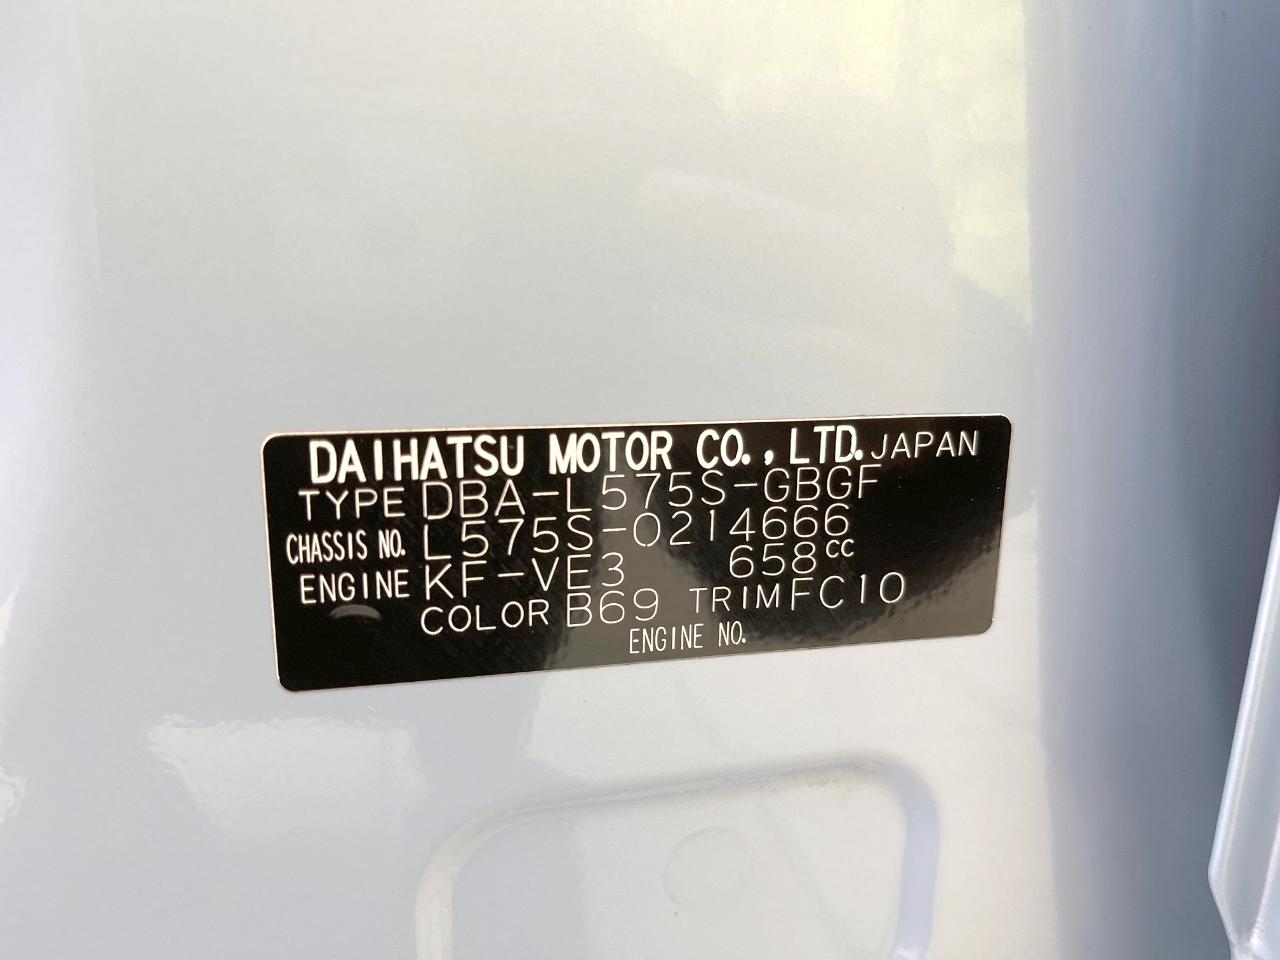 DAIHATSU MOTOR CO., LTD. JAPAN
TYPE DBA-L575S-GBGF
CHASSIS NO. L575S-0214666
ENGINE KF-VE3 658cc
COLOR B69 TRIM FC10
ENGINE NO.